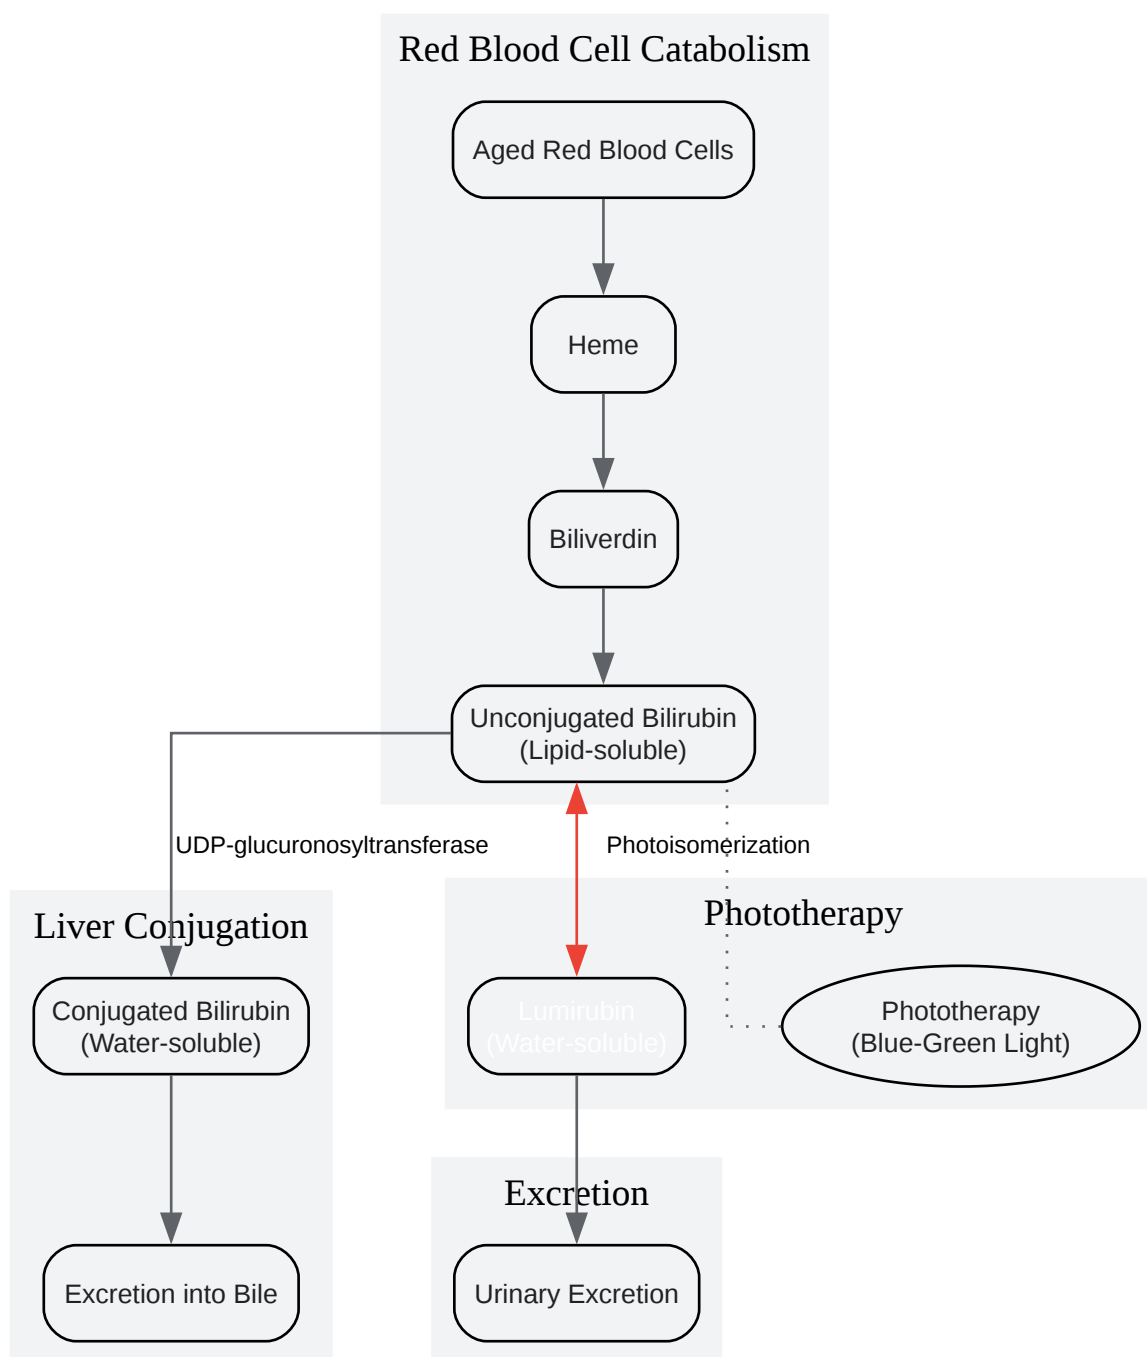 Red Blood Cell Catabolism
Aged Red Blood Cells
Heme
Biliverdin
Unconjugated Bilirubin
(Lipid-soluble)
UDP-glucuronosyltransferase
Photoisomerization
Liver Conjugation
Phototherapy
Conjugated Bilirubin
(Water-soluble)
Lumirubin
(Water-soluble)
Phototherapy
(Blue-Green Light)
Excretion
Excretion into Bile
Urinary Excretion